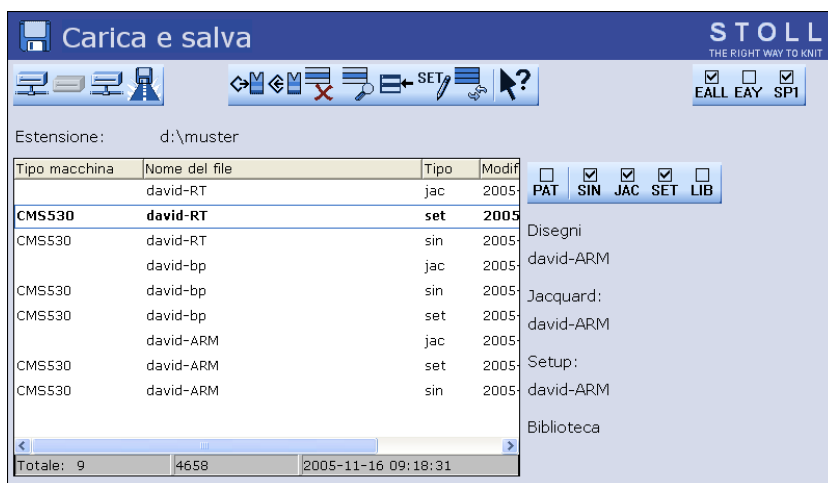 Carica e salva
STOLL
THE RIGHT WAY TO KNIT
SET
?
EALL EAY SP1
Estensione: d:\muster
Tipo macchina Nome del file Tipo Modif
david-RT jac 2005-
CMS530 david-RT set 2005
CMS530 david-RT sin 2005-
david-bp jac 2005-
CMS530 david-bp sin 2005-
CMS530 david-bp set 2005-
david-ARM jac 2005-
CMS530 david-ARM set 2005-
CMS530 david-ARM sin 2005-
Totale: 9 4658 2005-11-16 09:18:31
PAT SIN JAC SET LIB
Disegni
david-ARM
Jacquard:
david-ARM
Setup:
david-ARM
Biblioteca